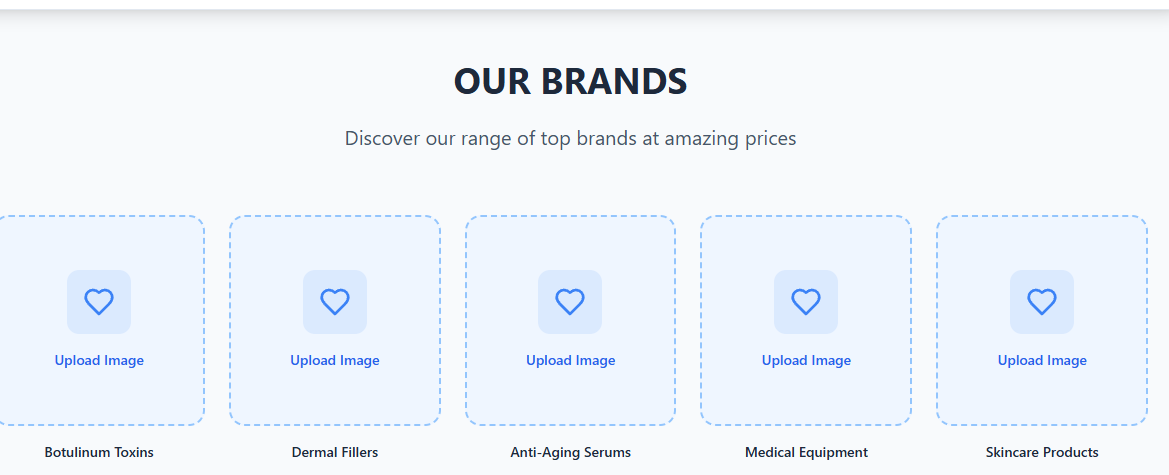 OUR BRANDS
Discover our range of top brands at amazing prices
Upload Image
Upload Image
Upload Image
Upload Image
Upload Image
Botulinum Toxins
Dermal Fillers
Anti-Aging Serums
Medical Equipment
Skincare Products